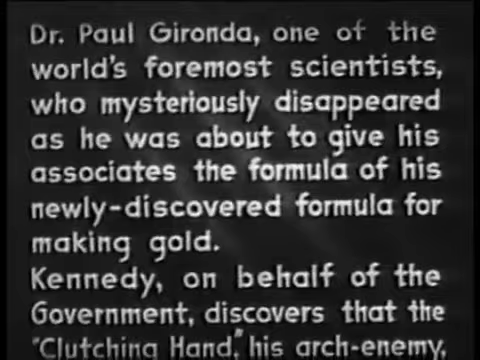 Dr. Paul Gironda, one of the
world's foremost scientists,
who mysteriously disappeared
as he was about to give his
associates the formula of his
newly-discovered formula for
making gold.
Kennedy, on behalf of the
Government, discovers that the
"Clutching Hand," his arch-enemy,